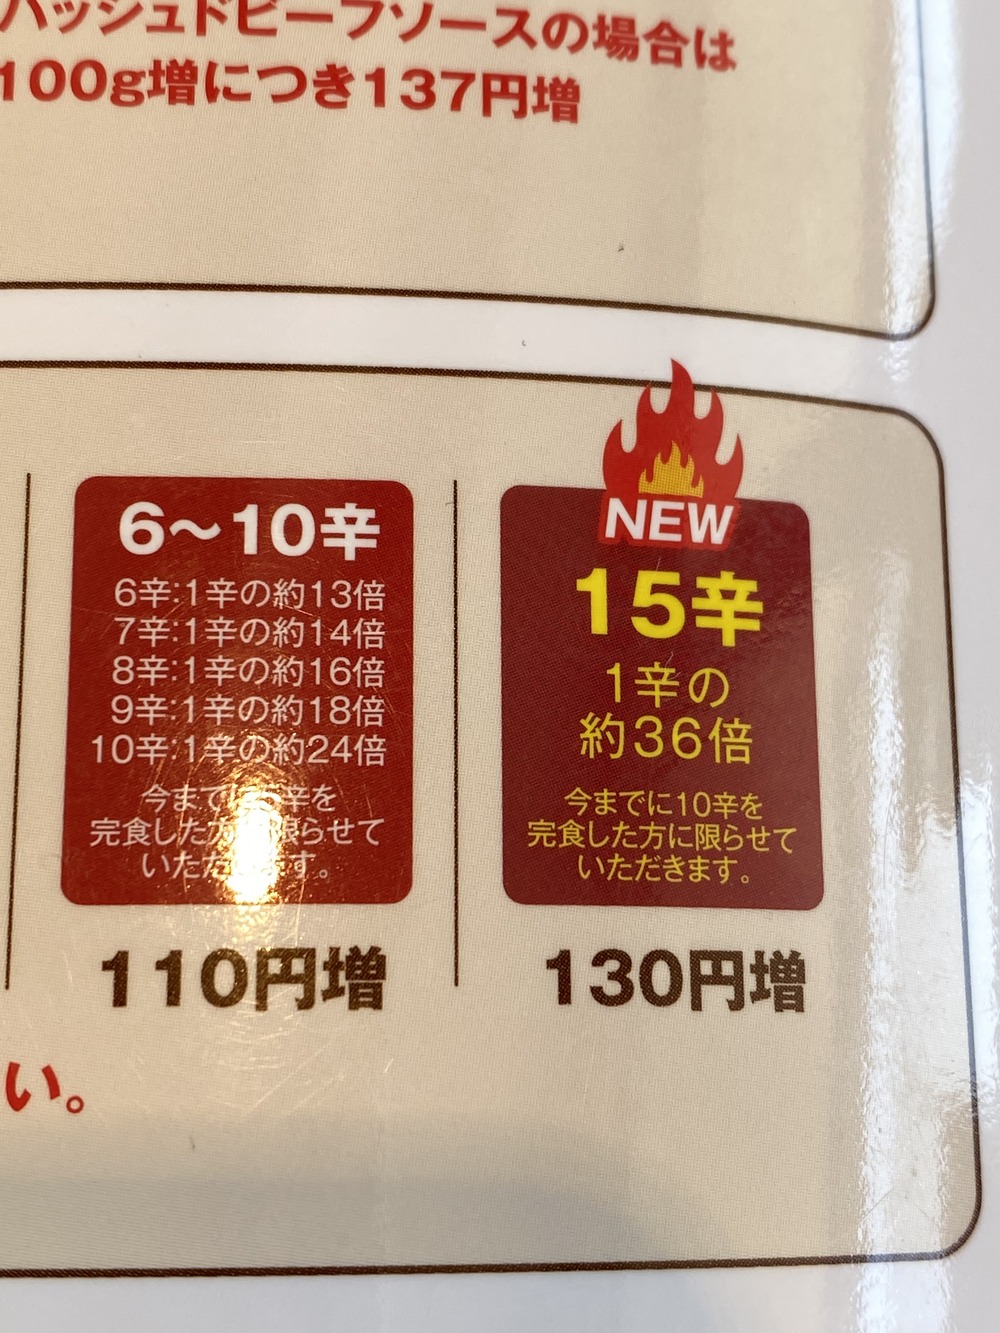 ハッシュドビーフソースの場合は
100g増につき137円増
6〜10辛
6辛:1辛の約13倍
7辛:1辛の約14倍
8辛:1辛の約16倍
9辛:1辛の約18倍
10辛:1辛の約24倍
今まで 辛を
完食した方 限らせて
いただ ます。
110円増
NEW
15辛
1辛の
約36倍
今までに10辛を
完食した方に限らせて
いただきます。
130円増
い。